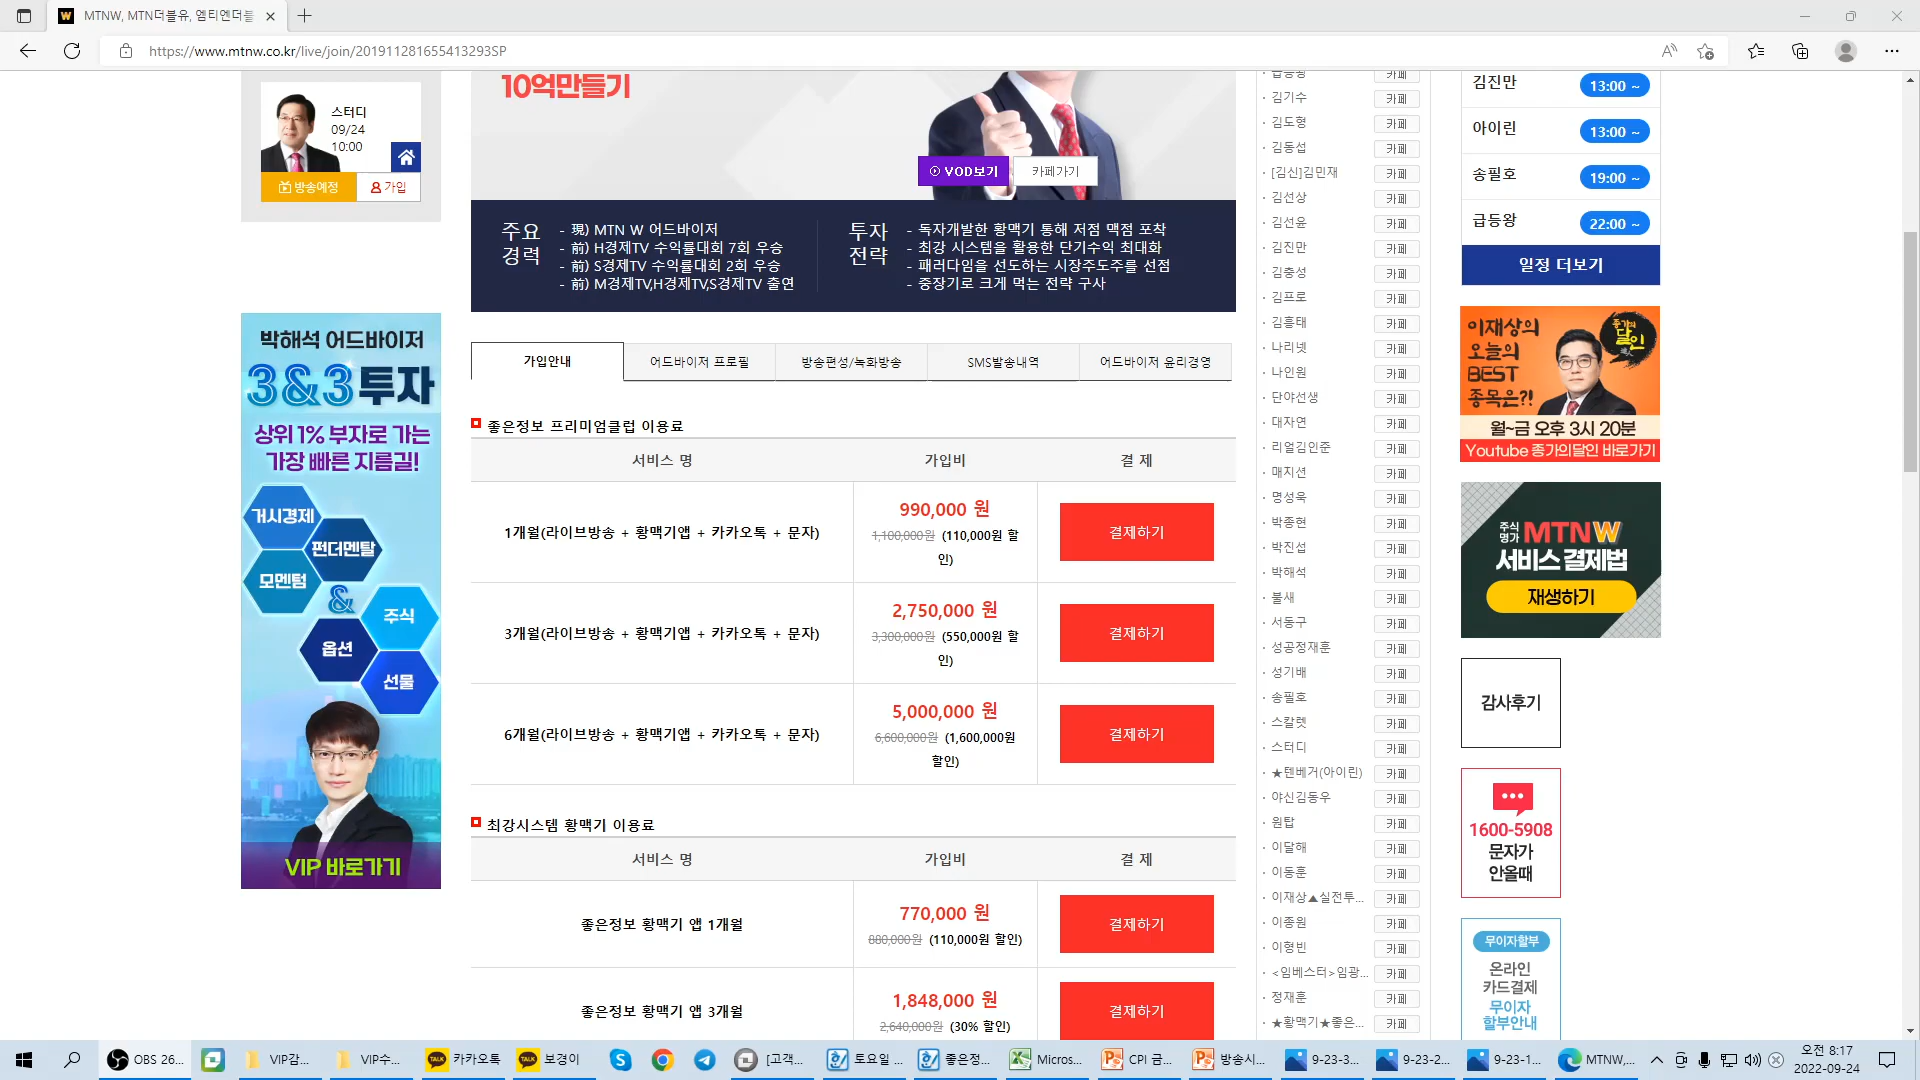 MTNW, MTN더블유, 엠티엔더블
https://www.mtnw.co.kr/live/join/201911281655413293SP
스터디
09/24
10:00
방송예정
가입
박해석 어드바이저
3&3투자
상위 1% 부자로 가는
가장 빠른 지름길!
거시경제
펀더멘탈
모멘텀
&
주식
옵션
선물
VIP 바로가기
10억만들기
VOD보기
카페가기
주요
경력
- 現) MTN W 어드바이저
- 前) H경제TV 수익률대회 7회 우승
- 前) S경제TV 수익률대회 2회 우승
- 前) M경제TV,H경제TV,S경제TV 출연
투자
전략
- 독자개발한 황맥기 통해 저점 맥점 포착
- 최강 시스템을 활용한 단기수익 최대화
- 패러다임을 선도하는 시장주도주를 선점
- 중장기로 크게 먹는 전략 구사
가입안내
어드바이저 프로필
방송편성/녹화방송
SMS발송내역
어드바이저 윤리경영
좋은정보 프리미엄클럽 이용료
서비스 명
가입비
결 제
1개월(라이브방송 + 황맥기앱 + 카카오톡 + 문자)
990,000 원
1,100,000원 (110,000원 할
인)
결제하기
3개월(라이브방송 + 황맥기앱 + 카카오톡 + 문자)
2,750,000 원
3,300,000원 (550,000원 할
인)
결제하기
6개월(라이브방송 + 황맥기앱 + 카카오톡 + 문자)
5,000,000 원
6,600,000원 (1,600,000원
할인)
결제하기
최강시스템 황맥기 이용료
서비스 명
가입비
결 제
좋은정보 황맥기 앱 1개월
770,000 원
880,000원 (110,000원 할인)
결제하기
좋은정보 황맥기 앱 3개월
1,848,000 원
2,640,000원 (30% 할인)
결제하기
급등왕 카페
김기수 카페
김도형 카페
김동섭 카페
[김신]김민재 카페
김선상 카페
김선윤 카페
김진만 카페
김충성 카페
김프로 카페
김흥태 카페
나리넷 카페
나인원 카페
단야선생 카페
대자연 카페
리얼김인준 카페
매지션 카페
명성욱 카페
박종현 카페
박진섭 카페
박해석 카페
불새 카페
서동구 카페
성공정재훈 카페
성기배 카페
송필호 카페
스칼렛 카페
스터디 카페
★텐베거(아이린) 카페
야신김동우 카페
원탑 카페
이달해 카페
이동훈 카페
이재상▲실전투... 카페
이종원 카페
이형빈 카페
<임베스터>임광... 카페
정재훈 카페
★황맥기★좋은... 카페
김진만 13:00 ~
아이린 13:00 ~
송필호 19:00 ~
급등왕 22:00 ~
일정 더보기
이재상의
오늘의
BEST
종목은?!
종가의
달인
월~금 오후 3시 20분
Youtube 종가의달인 바로가기
주식
명가 MTNW
서비스 결제법
재생하기
감사후기
1600-5908
문자가
안올때
무이자할부
온라인
카드결제
무이자
할부안내
OBS 26...
VIP감...
VIP수...
카카오톡
보경이
[고객...
토요일 ...
좋은정...
Micros...
CPI 금...
방송시...
9-23-3...
9-23-2...
9-23-1...
MTNW,...
오전 8:17
2022-09-24